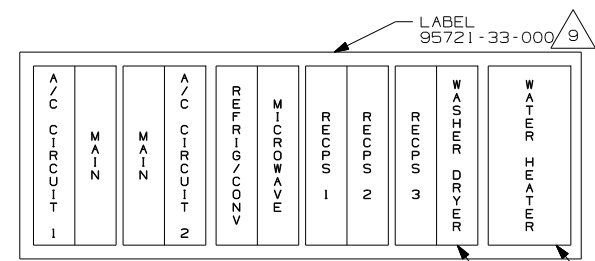 LABEL
95721-33-000
9
A/C CIRCUIT 1
MAIN
MAIN
A/C CIRCUIT 2
REFRIG/CONV
MICROWAVE
RECPS 1
RECPS 2
RECPS 3
WASHER DRYER
WATER HEATER